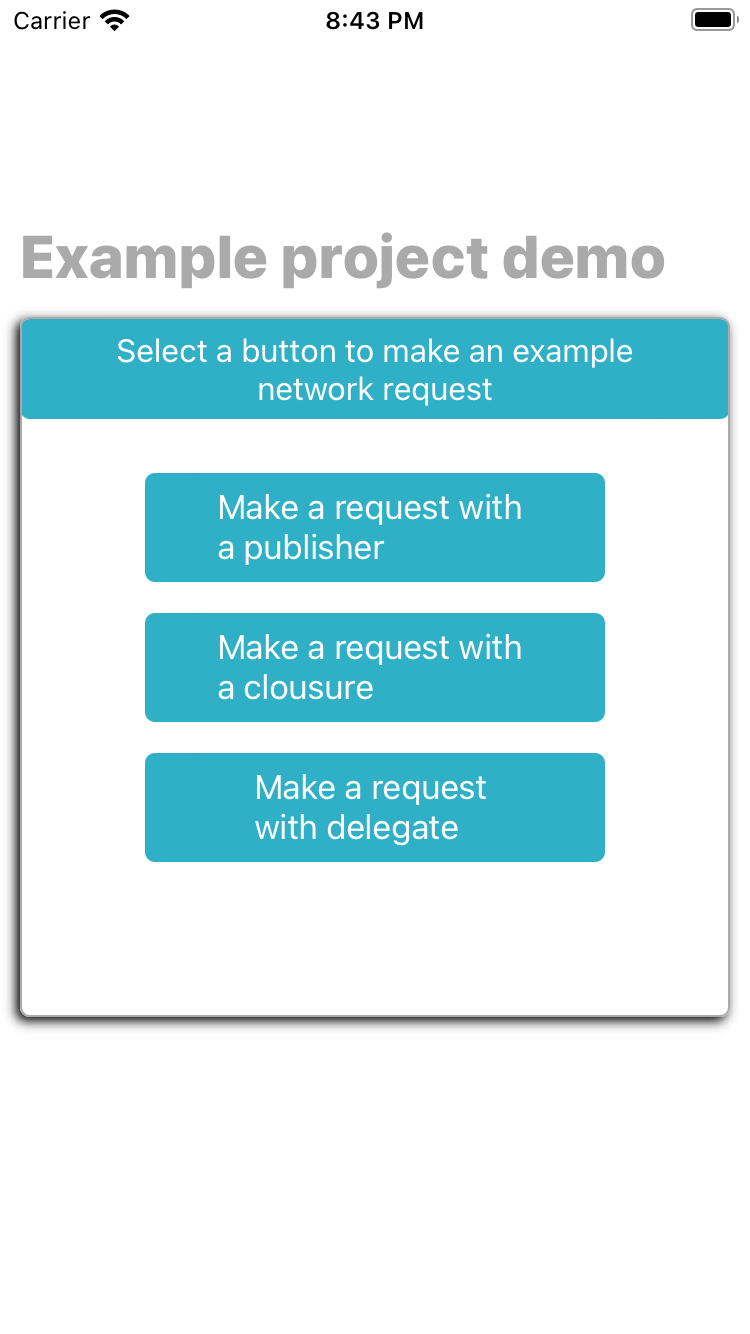 Carrier
8:43 PM
Example project demo
Select a button to make an example
network request
Make a request with
a publisher
Make a request with
a clousure
Make a request
with delegate